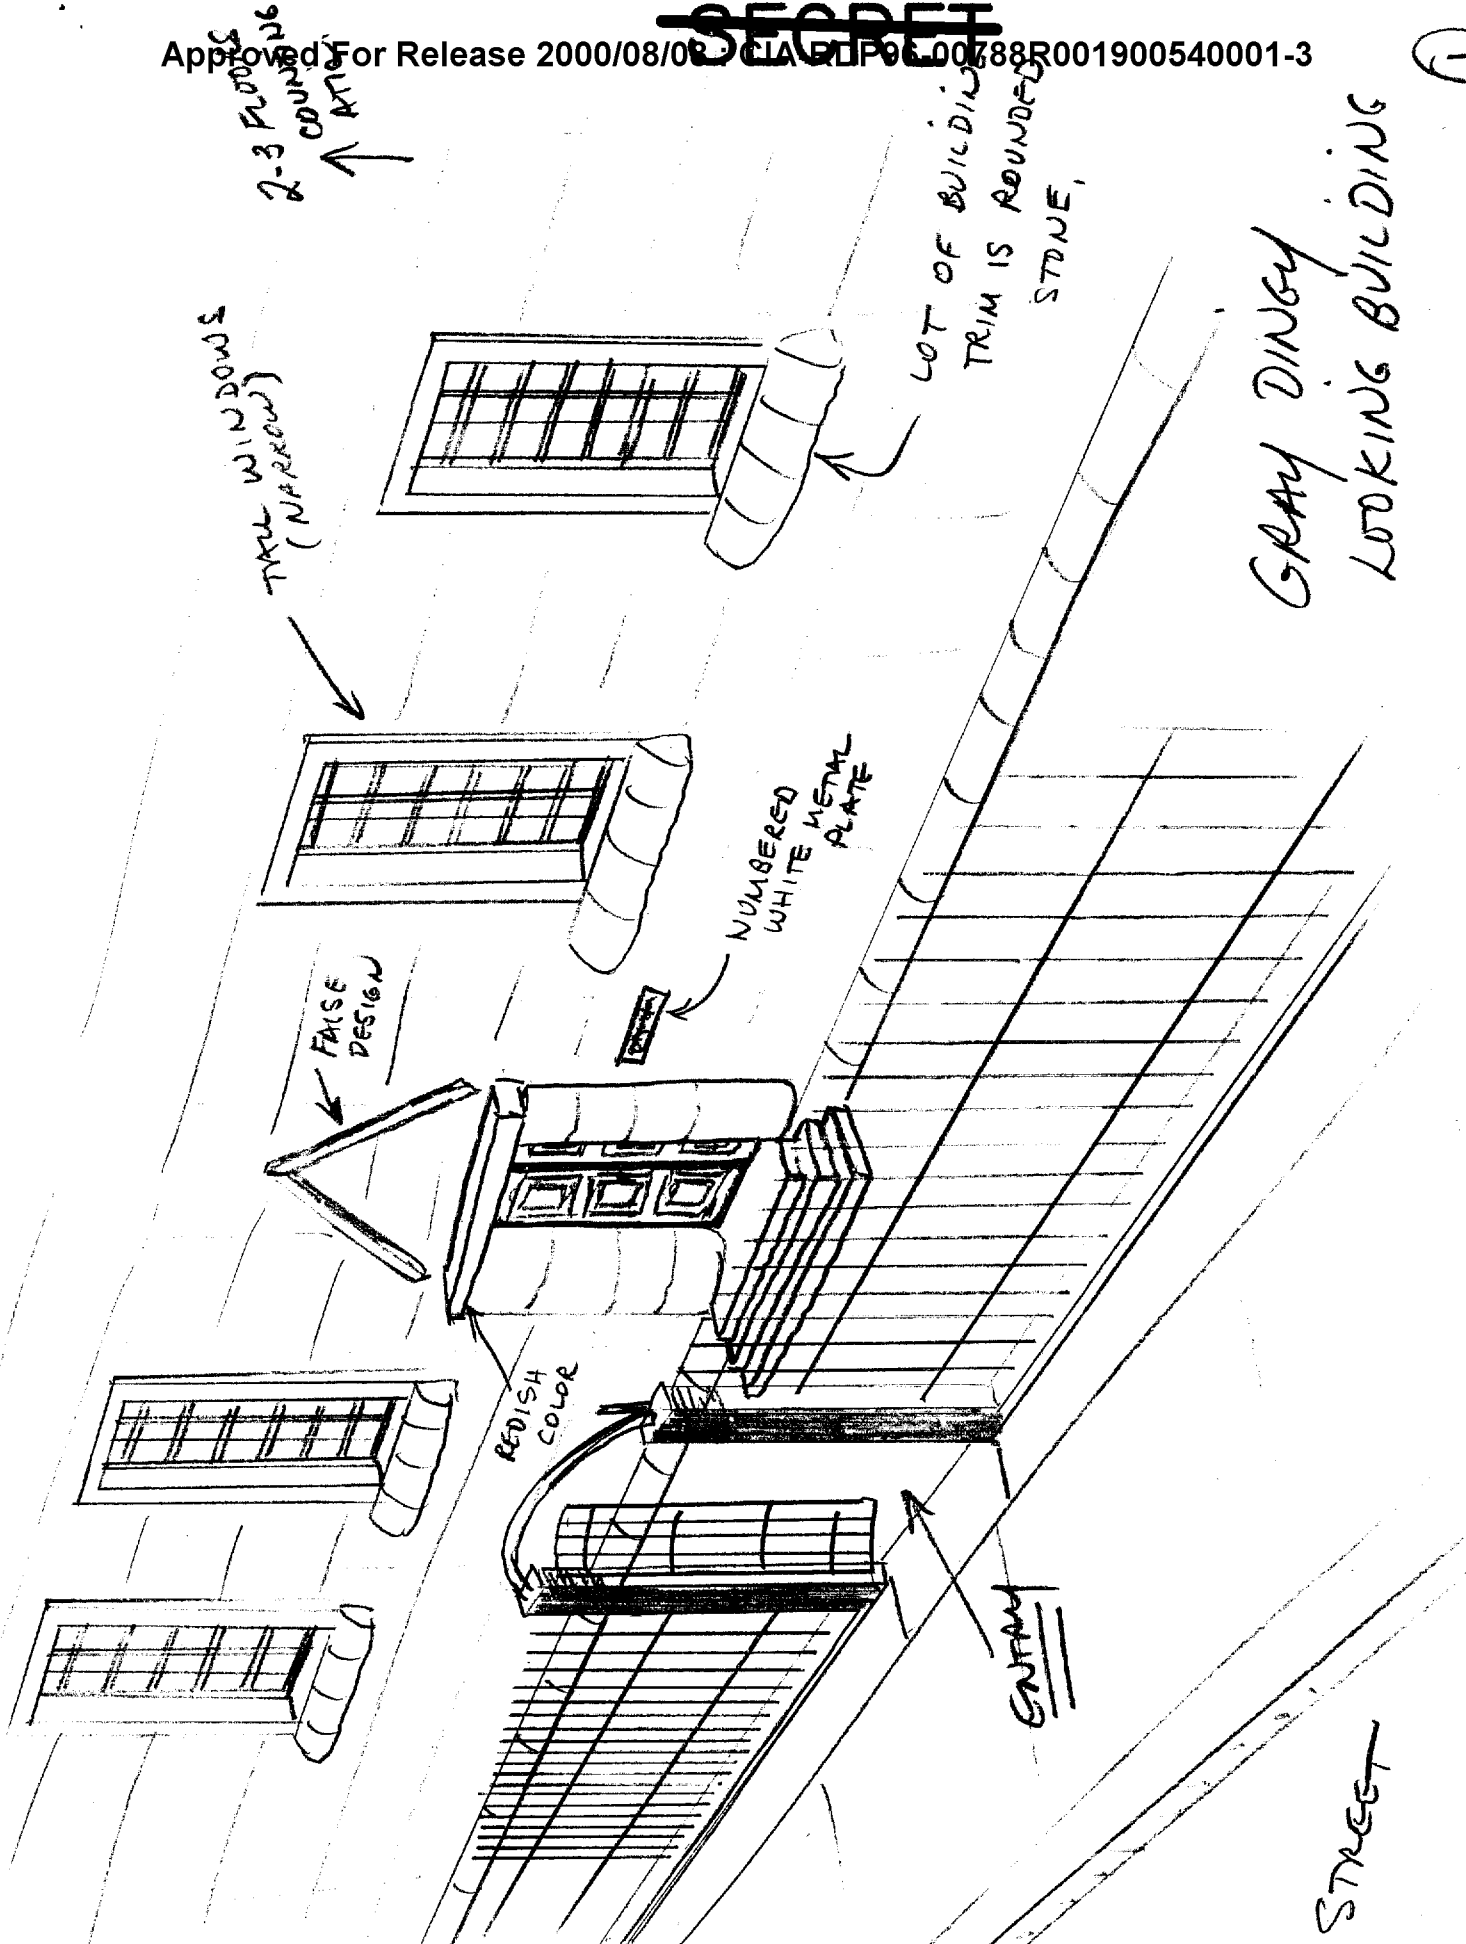 SECRET
Approved For Release 2000/08/08 : CIA-RDP96-00788R001900540001-3
1
2-3 FLOORS
COUNTING
ATTIC
TALL WINDOWS
(NARROW)
LOT OF BUILDING
TRIM IS ROUNDED
STONE,
GRAY DINGY
LOOKING BUILDING
FALSE
DESIGN
NUMBERED
WHITE METAL
PLATE
REDISH
COLOR
ENTRY
STREET